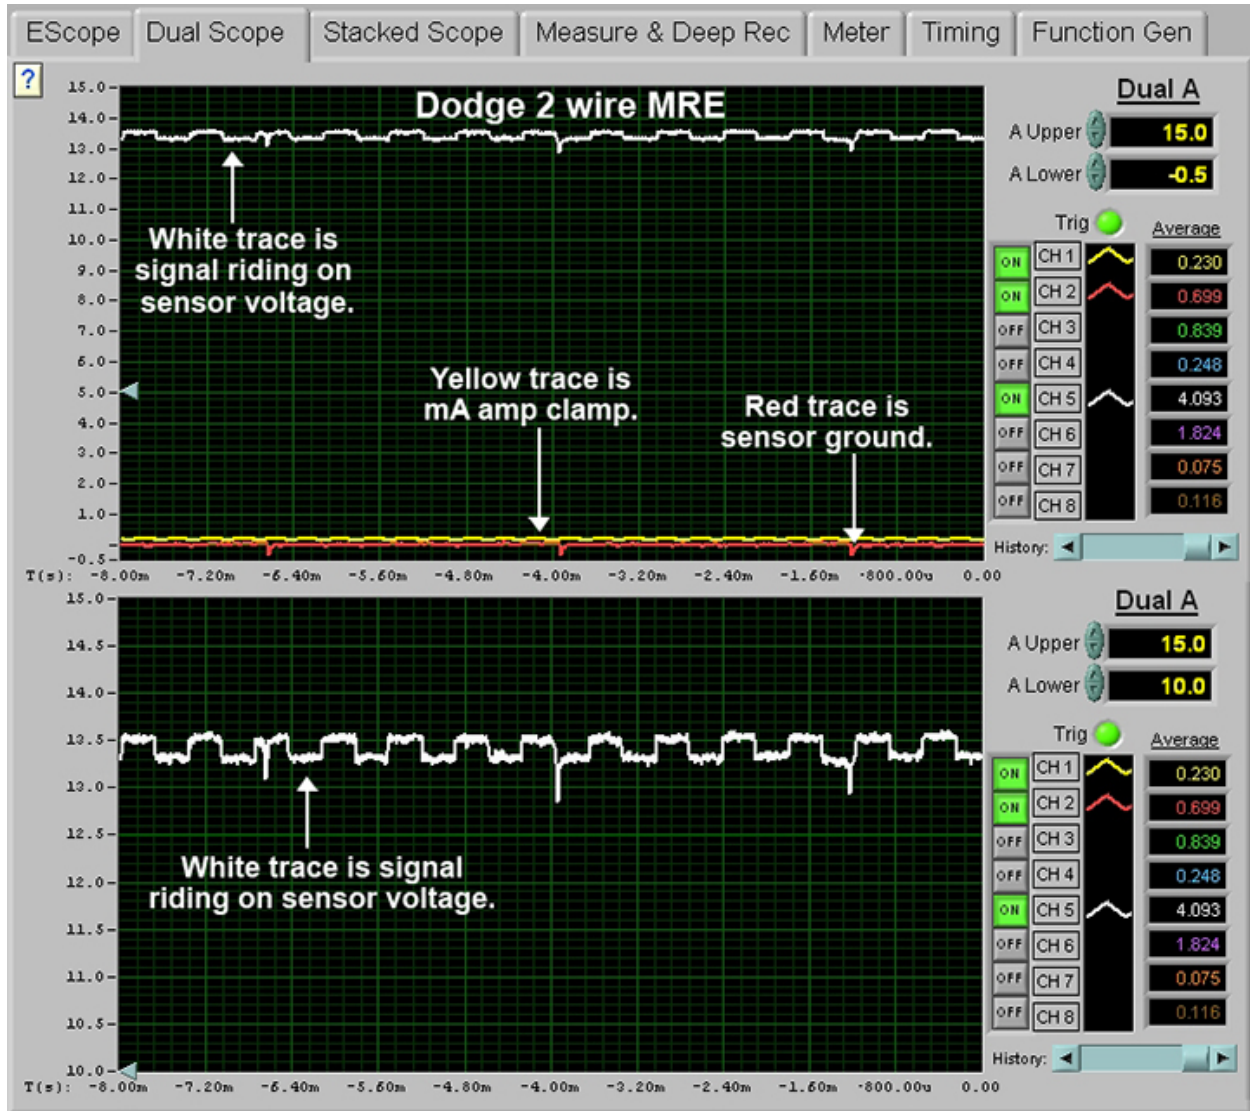 EScope Dual Scope Stacked Scope Measure & Deep Rec Meter Timing Function Gen
?
Dodge 2 wire MRE
15.0
14.0
13.0
12.0
11.0
10.0
9.0
8.0
7.0
6.0
5.0
4.0
3.0
2.0
1.0
-0.5
White trace is
signal riding on
sensor voltage.
Yellow trace is
mA amp clamp.
Red trace is
sensor ground.
T(s): -8.00m -7.20m -6.40m -5.60m -4.80m -4.00m -3.20m -2.40m -1.60m -800.00u 0.00
Dual A
A Upper 15.0
A Lower -0.5
Trig Average
ON CH 1 0.230
ON CH 2 0.699
OFF CH 3 0.839
OFF CH 4 0.248
ON CH 5 4.093
OFF CH 6 1.824
OFF CH 7 0.075
OFF CH 8 0.116
History:
15.0
14.5
14.0
13.5
13.0
12.5
12.0
11.5
11.0
10.5
10.0
White trace is signal
riding on sensor voltage.
T(s): -8.00m -7.20m -6.40m -5.60m -4.80m -4.00m -3.20m -2.40m -1.60m -800.00u 0.00
Dual A
A Upper 15.0
A Lower 10.0
Trig Average
ON CH 1 0.230
ON CH 2 0.699
OFF CH 3 0.839
OFF CH 4 0.248
ON CH 5 4.093
OFF CH 6 1.824
OFF CH 7 0.075
OFF CH 8 0.116
History: